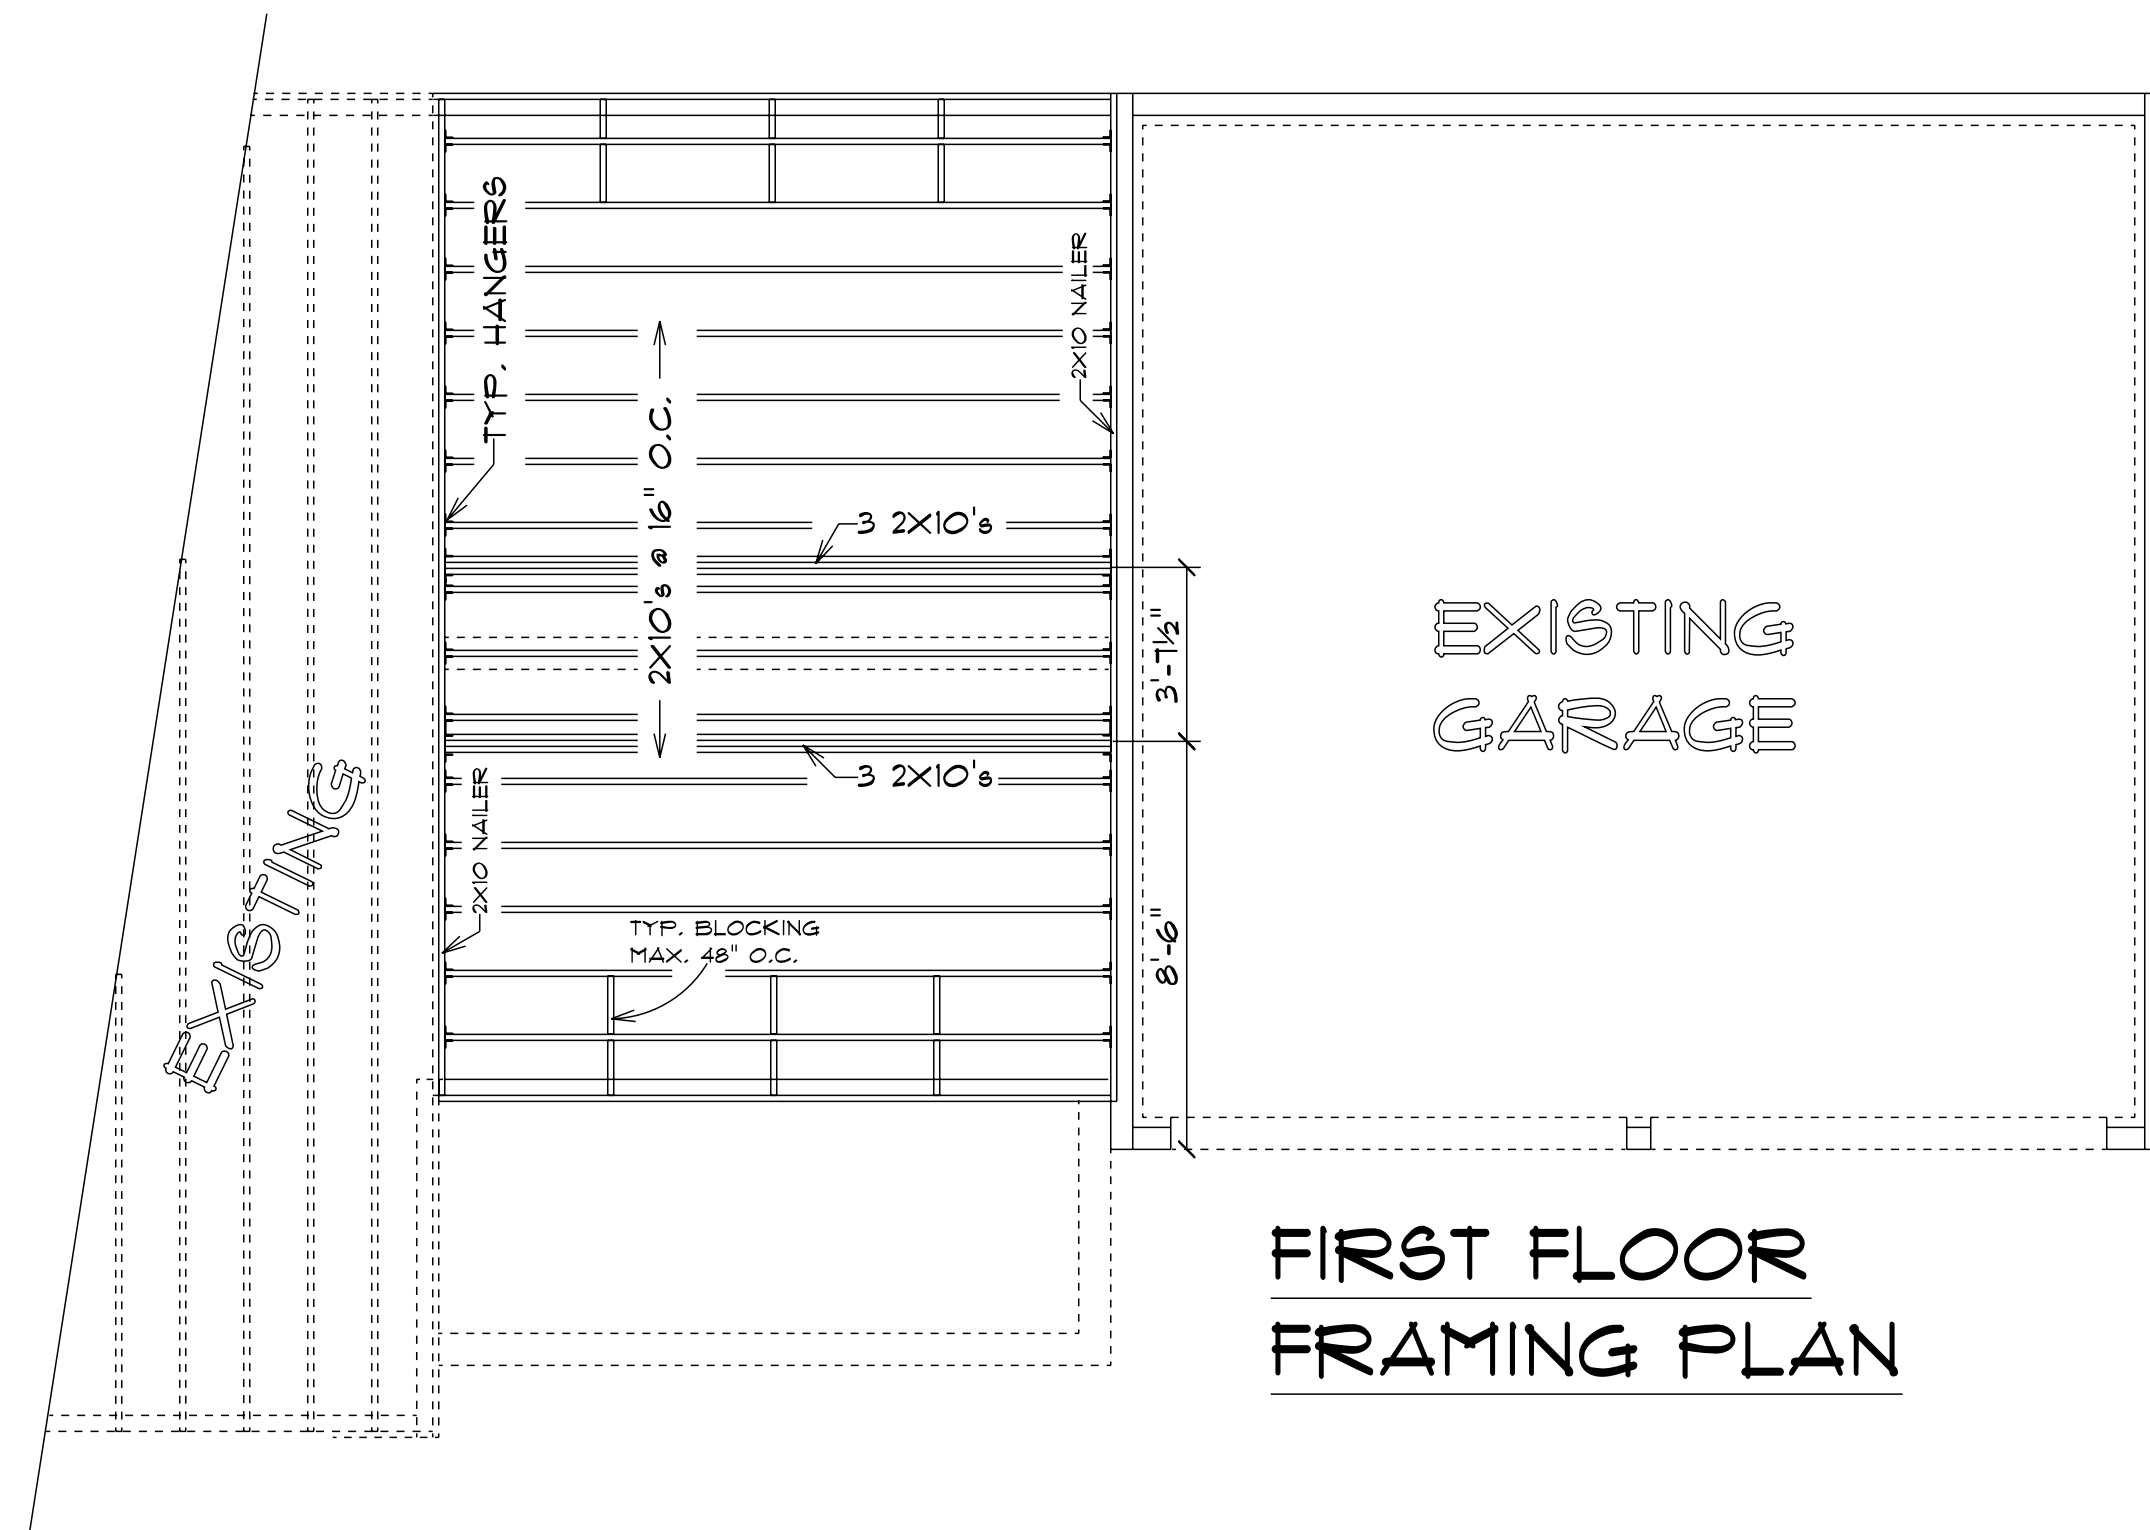 TYP. HANGERS
2X10 NAILER
2X10's @ 16" O.C.
3 2X10's
3'-7½"
EXISTING
GARAGE
3 2X10's
2X10 NAILER
EXISTING
TYP. BLOCKING
MAX. 48" O.C.
8'-6"
FIRST FLOOR
FRAMING PLAN